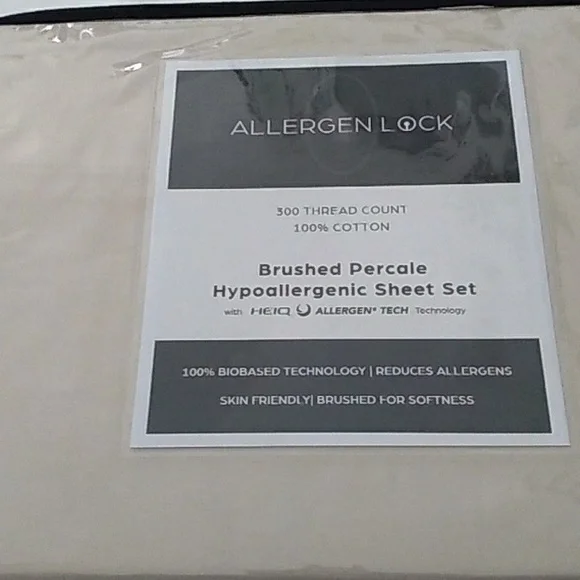 ALLERGEN LOCK
300 THREAD COUNT
100% COTTON
Brushed Percale
Hypoallergenic Sheet Set
with HEIQ ALLERGEN® TECH Technology
100% BIOBASED TECHNOLOGY | REDUCES ALLERGENS
SKIN FRIENDLY| BRUSHED FOR SOFTNESS